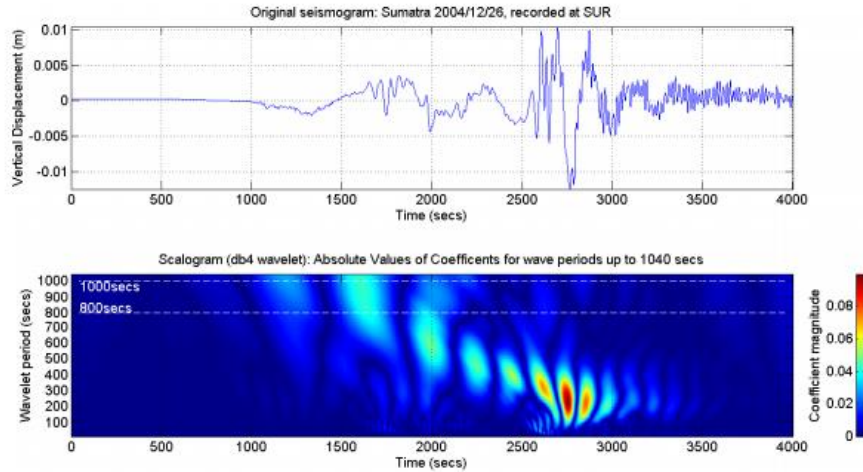 Original seismogram: Sumatra 2004/12/26, recorded at SUR
Vertical Displacement (m)
0.01
0.005
0
-0.005
-0.01
0 500 1000 1500 2000 2500 3000 3500 4000
Time (secs)
Scalogram (db4 wavelet): Absolute Values of Coefficents for wave periods up to 1040 secs
Wavelet period (secs)
1000
900
800
700
600
500
400
300
200
100
1000secs
800secs
0 500 1000 1500 2000 2500 3000 3500 4000
Time (secs)
0.08
0.06
0.04
0.02
0
Coefficient magnitude